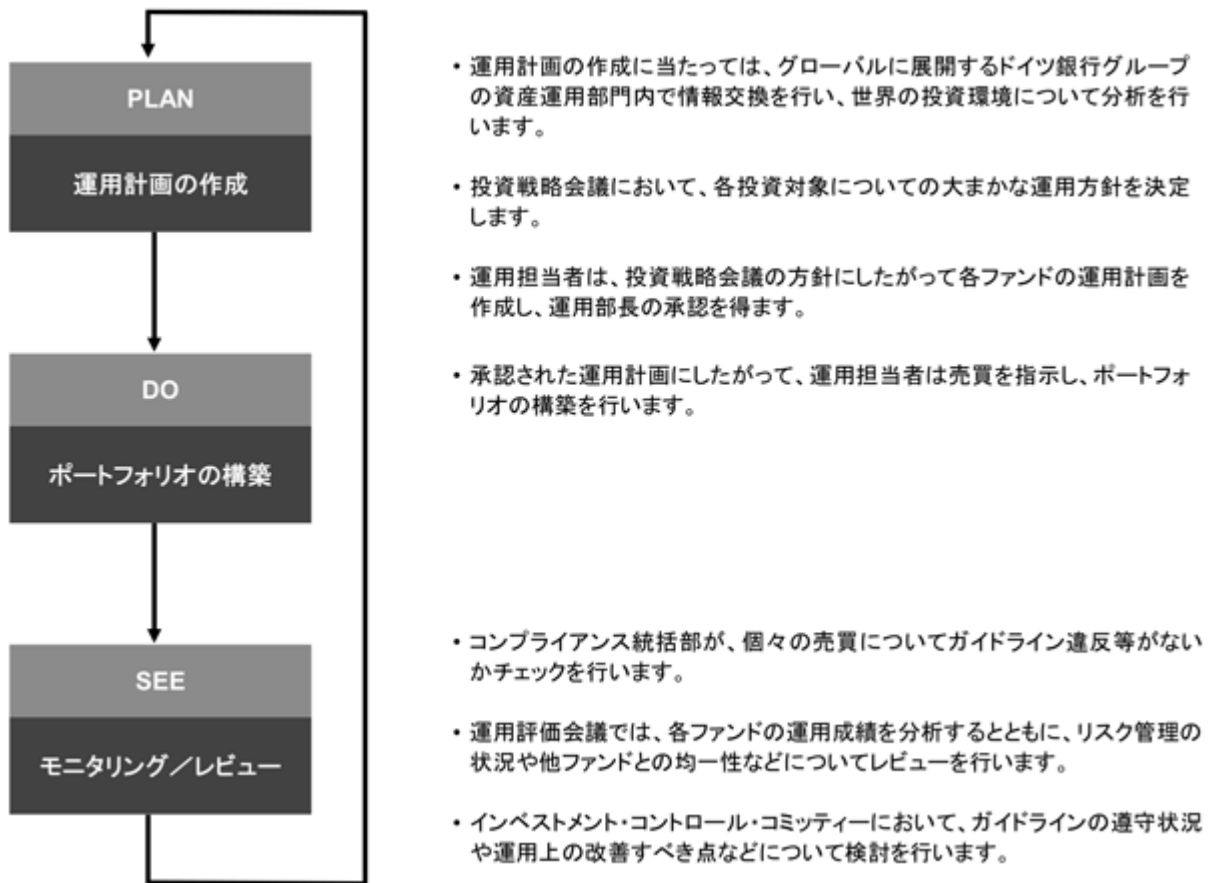 PLAN
運用計画の作成
・運用計画の作成に当たっては、グローバルに展開するドイツ銀行グループ
の資産運用部門内で情報交換を行い、世界の投資環境について分析を行
います。
・投資戦略会議において、各投資対象についての大まかな運用方針を決定
します。
・運用担当者は、投資戦略会議の方針にしたがって各ファンドの運用計画を
作成し、運用部長の承認を得ます。
DO
ポートフォリオの構築
・承認された運用計画にしたがって、運用担当者は売買を指示し、ポートフォ
リオの構築を行います。
SEE
モニタリング／レビュー
・コンプライアンス統括部が、個々の売買についてガイドライン違反等がない
かチェックを行います。
・運用評価会議では、各ファンドの運用成績を分析するとともに、リスク管理の
状況や他ファンドとの均一性などについてレビューを行います。
・インベストメント・コントロール・コミッティーにおいて、ガイドラインの遵守状況
や運用上の改善すべき点などについて検討を行います。